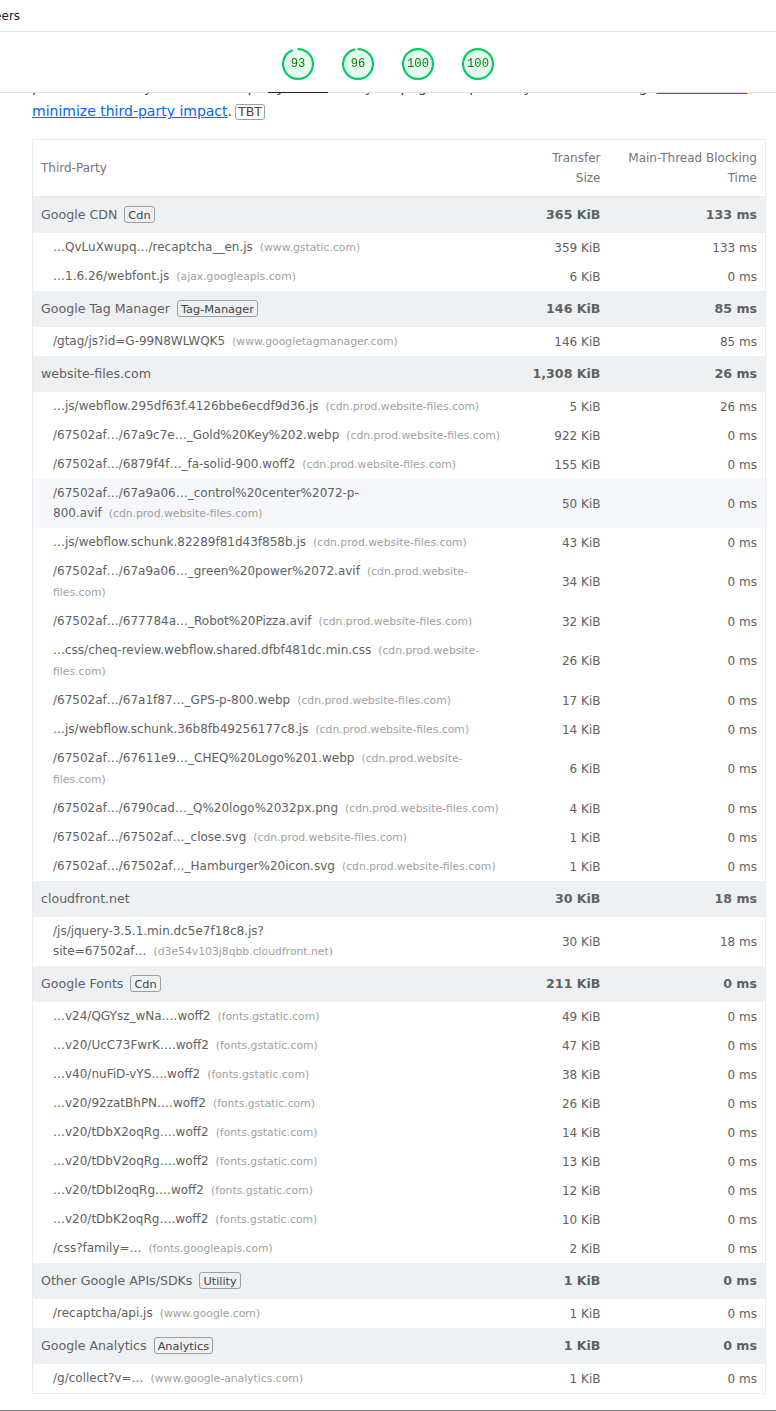 eers
93 96 100 100
minimize third-party impact. TBT
Third-Party Transfer Size Main-Thread Blocking Time
Google CDN Cdn 365 KiB 133 ms
…QvLuXwupq…/recaptcha__en.js (www.gstatic.com) 359 KiB 133 ms
…1.6.26/webfont.js (ajax.googleapis.com) 6 KiB 0 ms
Google Tag Manager Tag-Manager 146 KiB 85 ms
/gtag/js?id=G-99N8WLWQK5 (www.googletagmanager.com) 146 KiB 85 ms
website-files.com 1,308 KiB 26 ms
…js/webflow.295df63f.4126bbe6ecdf9d36.js (cdn.prod.website-files.com) 5 KiB 26 ms
/67502af…/67a9c7e…_Gold%20Key%202.webp (cdn.prod.website-files.com) 922 KiB 0 ms
/67502af…/6879f4f…_fa-solid-900.woff2 (cdn.prod.website-files.com) 155 KiB 0 ms
/67502af…/67a9a06…_control%20center%2072-p-
800.avif (cdn.prod.website-files.com) 50 KiB 0 ms
…js/webflow.schunk.82289f81d43f858b.js (cdn.prod.website-files.com) 43 KiB 0 ms
/67502af…/67a9a06…_green%20power%2072.avif (cdn.prod.website-
files.com) 34 KiB 0 ms
/67502af…/677784a…_Robot%20Pizza.avif (cdn.prod.website-files.com) 32 KiB 0 ms
…css/cheq-review.webflow.shared.dfbf481dc.min.css (cdn.prod.website-
files.com) 26 KiB 0 ms
/67502af…/67a1f87…_GPS-p-800.webp (cdn.prod.website-files.com) 17 KiB 0 ms
…js/webflow.schunk.36b8fb49256177c8.js (cdn.prod.website-files.com) 14 KiB 0 ms
/67502af…/67611e9…_CHEQ%20Logo%201.webp (cdn.prod.website-
files.com) 6 KiB 0 ms
/67502af…/6790cad…_Q%20logo%2032px.png (cdn.prod.website-files.com) 4 KiB 0 ms
/67502af…/67502af…_close.svg (cdn.prod.website-files.com) 1 KiB 0 ms
/67502af…/67502af…_Hamburger%20icon.svg (cdn.prod.website-files.com) 1 KiB 0 ms
cloudfront.net 30 KiB 18 ms
/js/jquery-3.5.1.min.dc5e7f18c8.js?
site=67502af… (d3e54v103j8qbb.cloudfront.net) 30 KiB 18 ms
Google Fonts Cdn 211 KiB 0 ms
…v24/QGYsz_wNa….woff2 (fonts.gstatic.com) 49 KiB 0 ms
…v20/UcC73FwrK….woff2 (fonts.gstatic.com) 47 KiB 0 ms
…v40/nuFiD-vYS….woff2 (fonts.gstatic.com) 38 KiB 0 ms
…v20/92zatBhPN….woff2 (fonts.gstatic.com) 26 KiB 0 ms
…v20/tDbX2oqRg….woff2 (fonts.gstatic.com) 14 KiB 0 ms
…v20/tDbV2oqRg….woff2 (fonts.gstatic.com) 13 KiB 0 ms
…v20/tDbI2oqRg….woff2 (fonts.gstatic.com) 12 KiB 0 ms
…v20/tDbK2oqRg….woff2 (fonts.gstatic.com) 10 KiB 0 ms
/css?family=… (fonts.googleapis.com) 2 KiB 0 ms
Other Google APIs/SDKs Utility 1 KiB 0 ms
/recaptcha/api.js (www.google.com) 1 KiB 0 ms
Google Analytics Analytics 1 KiB 0 ms
/g/collect?v=… (www.google-analytics.com) 1 KiB 0 ms